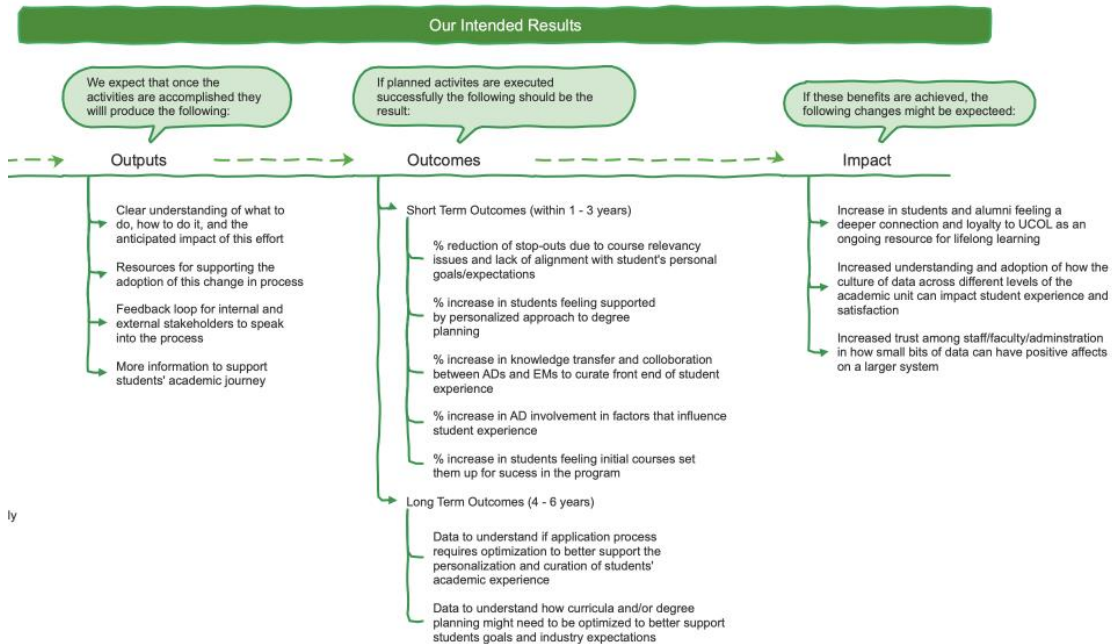 Our Intended Results
We expect that once the
activities are accomplished they
willl produce the following:
Outputs
Clear understanding of what to
do, how to do it, and the
anticipated impact of this effort
Resources for supporting the
adoption of this change in process
Feedback loop for internal and
external stakeholders to speak
into the process
More information to support
students' academic journey
If planned activites are executed
successfully the following should be the
result:
Outcomes
Short Term Outcomes (within 1 - 3 years)
% reduction of stop-outs due to course relevancy
issues and lack of alignment with student's personal
goals/expectations
% increase in students feeling supported
by personalized approach to degree
planning
% increase in knowledge transfer and colloboration
between ADs and EMs to curate front end of student
experience
% increase in AD involvement in factors that influence
student experience
% increase in students feeling initial courses set
them up for sucess in the program
Long Term Outcomes (4 - 6 years)
Data to understand if application process
requires optimization to better support the
personalization and curation of students'
academic experience
Data to understand how curricula and/or degree
planning might need to be optimized to better support
students goals and industry expectations
If these benefits are achieved, the
following changes might be expecteed:
Impact
Increase in students and alumni feeling a
deeper connection and loyalty to UCOL as an
ongoing resource for lifelong learning
Increased understanding and adoption of how the
culture of data across different levels of the
academic unit can impact student experience and
satisfaction
Increased trust among staff/faculty/adminstration
in how small bits of data can have positive affects
on a larger system
ly